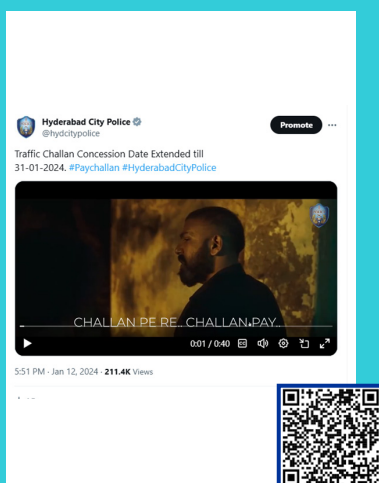 Hyderabad City Police
@hydcitypolice
Promote
Traffic Challan Concession Date Extended till
31-01-2024. #Paychallan #HyderabadCityPolice
CHALLAN PE RE.. CHALLAN PAY..
0:01 / 0:40
5:51 PM · Jan 12, 2024 · 211.4K Views